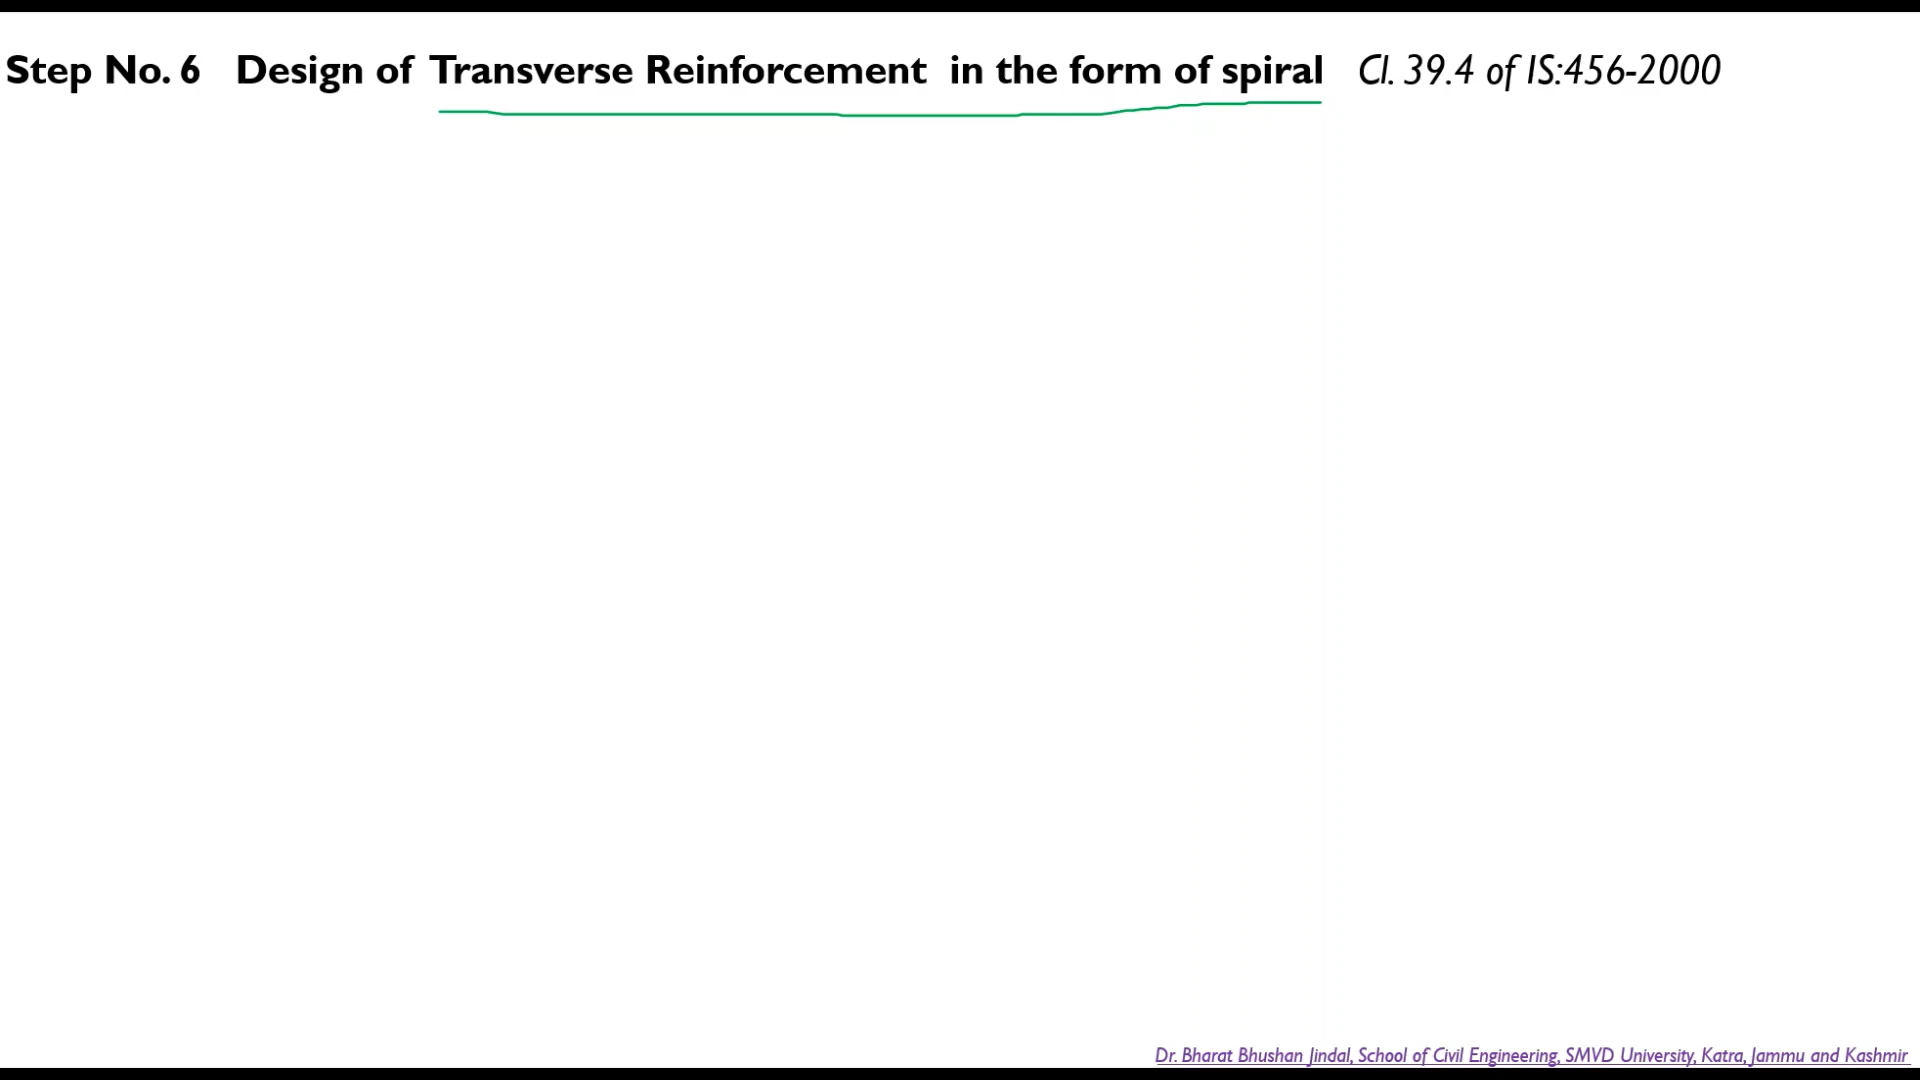 Step No. 6 Design of Transverse Reinforcement in the form of spiral Cl. 39.4 of IS:456-2000
Dr. Bharat Bhushan Jindal, School of Civil Engineering, SMVD University, Katra, Jammu and Kashmir